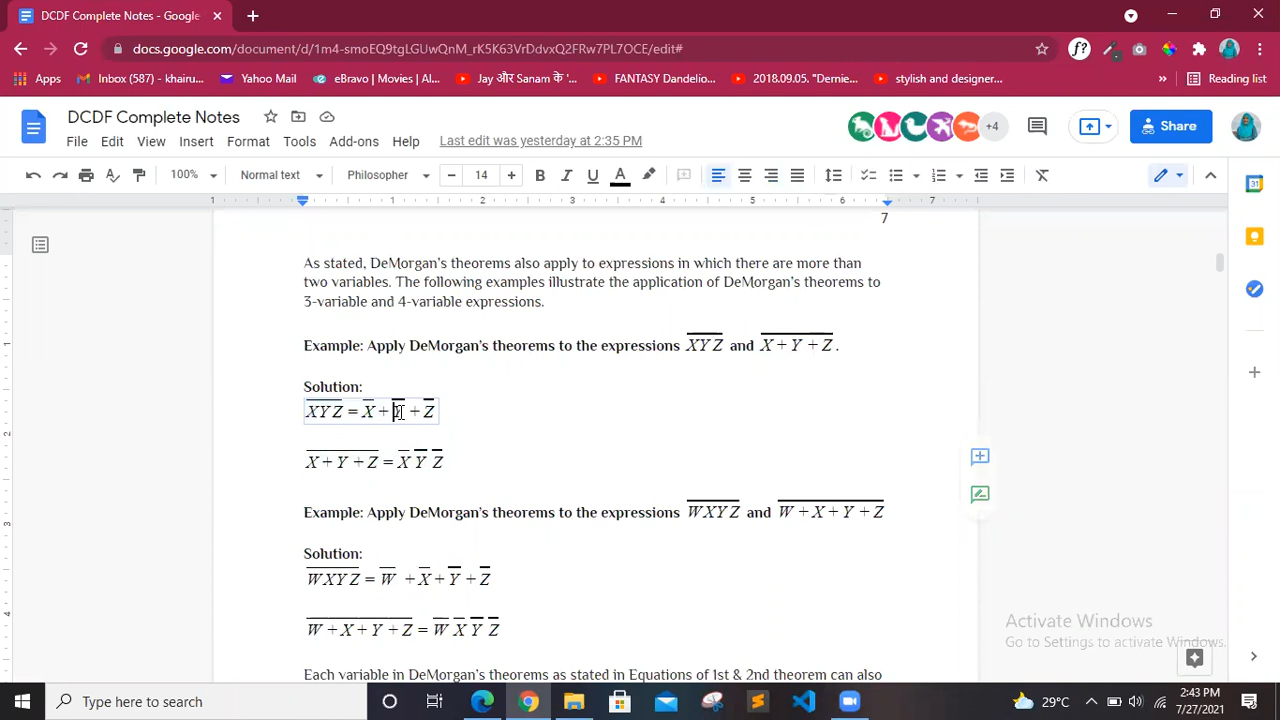 DCDF Complete Notes - Google
docs.google.com/document/d/1m4-smoEQ9tgLGUwQnM_rK5K63VrDdvxQ2FRw7PL7OCE/edit#
Apps Inbox (587) - khairu... Yahoo Mail eBravo | Movies | Al... Jay और Sanam के '... FANTASY Dandelio... 2018.09.05. "Dernie... stylish and designer... » Reading list
DCDF Complete Notes
File Edit View Insert Format Tools Add-ons Help Last edit was yesterday at 2:35 PM
+4 Share
100% Normal text Philosopher 14
7
As stated, DeMorgan's theorems also apply to expressions in which there are more than
two variables. The following examples illustrate the application of DeMorgan's theorems to
3-variable and 4-variable expressions.
Example: Apply DeMorgan's theorems to the expressions X̅Y̅Z̅ and X̅ ̅+̅ ̅Y̅ ̅+̅ ̅Z̅ .
Solution:
X̅Y̅Z̅ = X̅ + Y̅ + Z̅
X̅ ̅+̅ ̅Y̅ ̅+̅ ̅Z̅ = X̅ Y̅ Z̅
Example: Apply DeMorgan's theorems to the expressions W̅X̅Y̅Z̅ and W̅ ̅+̅ ̅X̅ ̅+̅ ̅Y̅ ̅+̅ ̅Z̅
Solution:
W̅X̅Y̅Z̅ = W̅ + X̅ + Y̅ + Z̅
W̅ ̅+̅ ̅X̅ ̅+̅ ̅Y̅ ̅+̅ ̅Z̅ = W̅ X̅ Y̅ Z̅
Each variable in DeMorgan's theorems as stated in Equations of 1st & 2nd theorem can also
Activate Windows
Go to Settings to activate Windows.
Type here to search
29°C
2:43 PM
7/27/2021